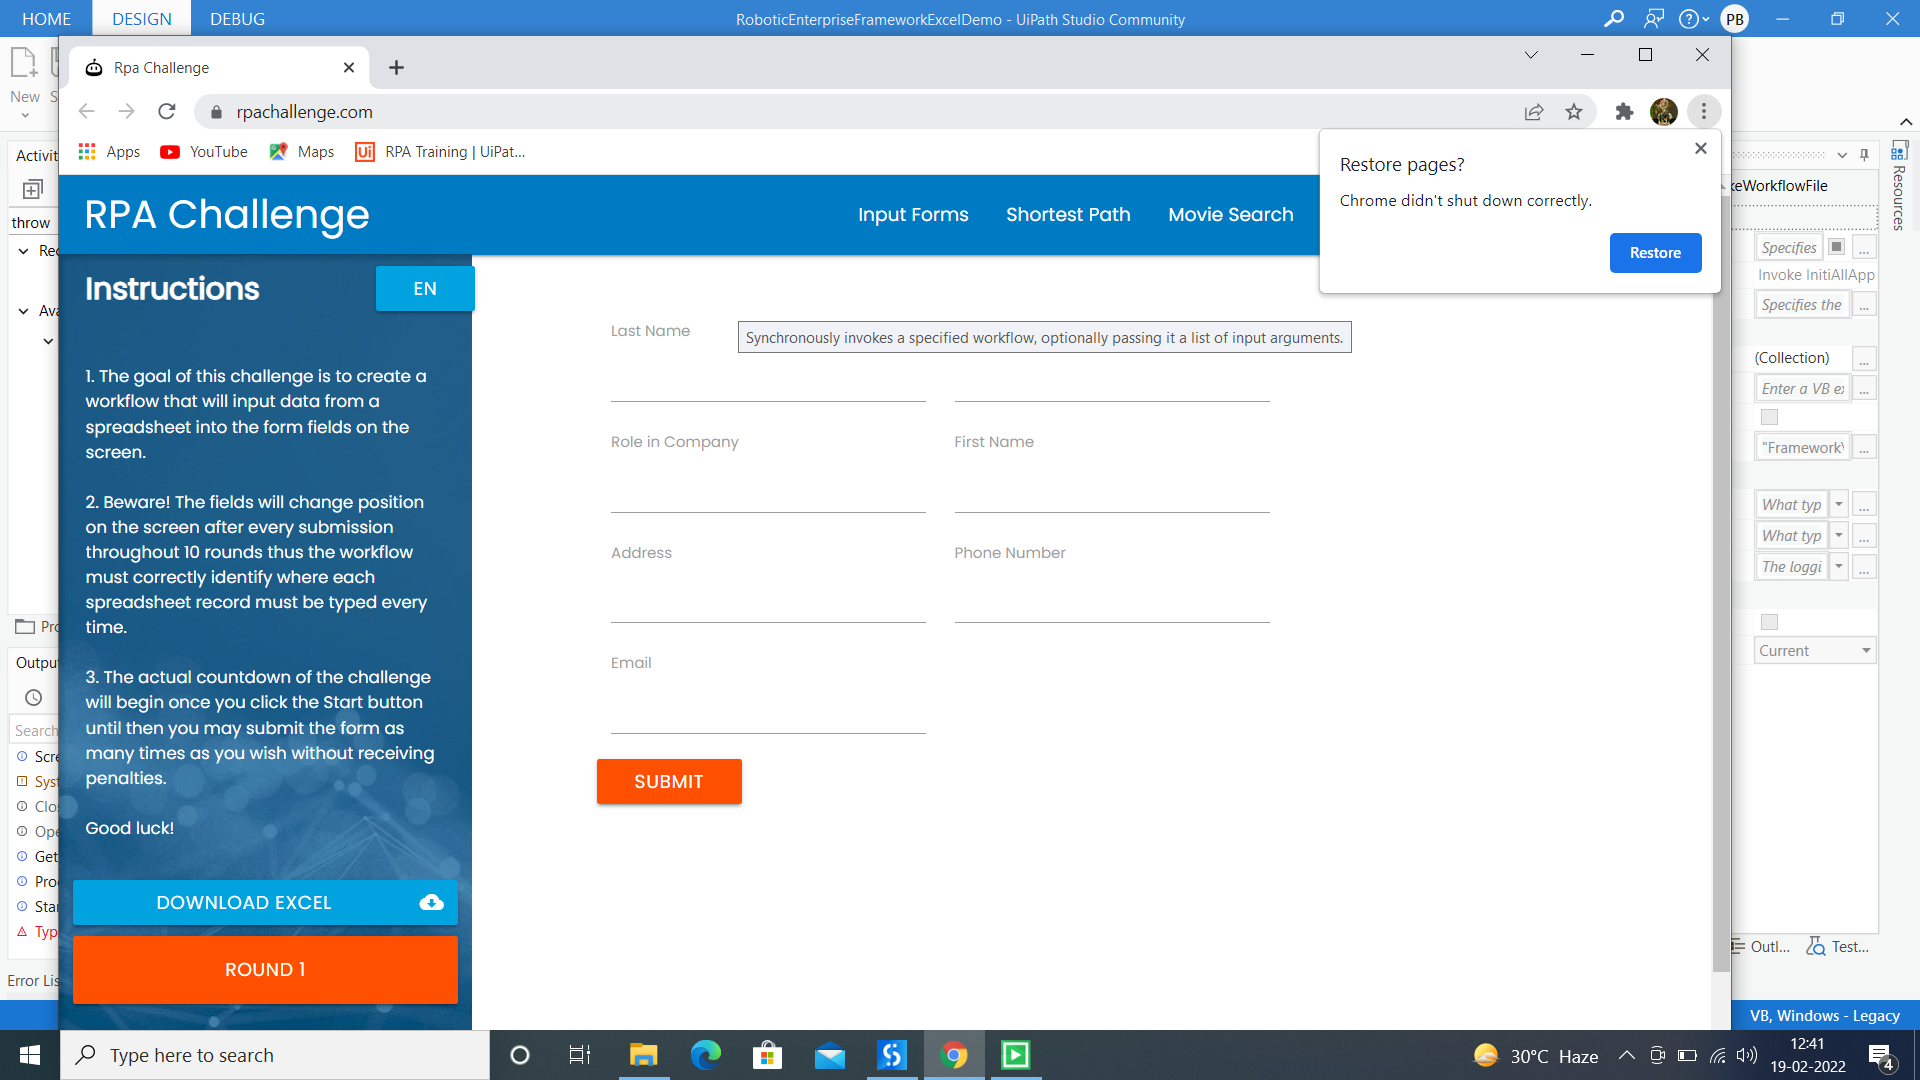 HOME DESIGN DEBUG RoboticEnterpriseFrameworkExcelDemo - UiPath Studio Community PB
New
Rpa Challenge
rpachallenge.com
Apps YouTube Maps RPA Training | UiPat...
Restore pages?
Chrome didn't shut down correctly.
Restore
RPA Challenge
Input Forms Shortest Path Movie Search
Instructions
EN
1. The goal of this challenge is to create a
workflow that will input data from a
spreadsheet into the form fields on the
screen.
2. Beware! The fields will change position
on the screen after every submission
throughout 10 rounds thus the workflow
must correctly identify where each
spreadsheet record must be typed every
time.
3. The actual countdown of the challenge
will begin once you click the Start button
until then you may submit the form as
many times as you wish without receiving
penalties.
Good luck!
DOWNLOAD EXCEL
ROUND 1
Last Name
Synchronously invokes a specified workflow, optionally passing it a list of input arguments.
Role in Company First Name
Address Phone Number
Email
SUBMIT
Activit
throw
Rec
Ava
Pro
Outpu
Search
Scre
Syst
Clo
Ope
Get
Proc
Star
Typ
Error Lis
keWorkflowFile
Resources
Specifies ...
Invoke InitiAllApp
Specifies the ...
(Collection) ...
Enter a VB ex ...
"FrameworkV ...
What typ ...
What typ ...
The loggi ...
Current
Outl... Test...
VB, Windows - Legacy
Type here to search
30°C Haze
12:41
19-02-2022
4